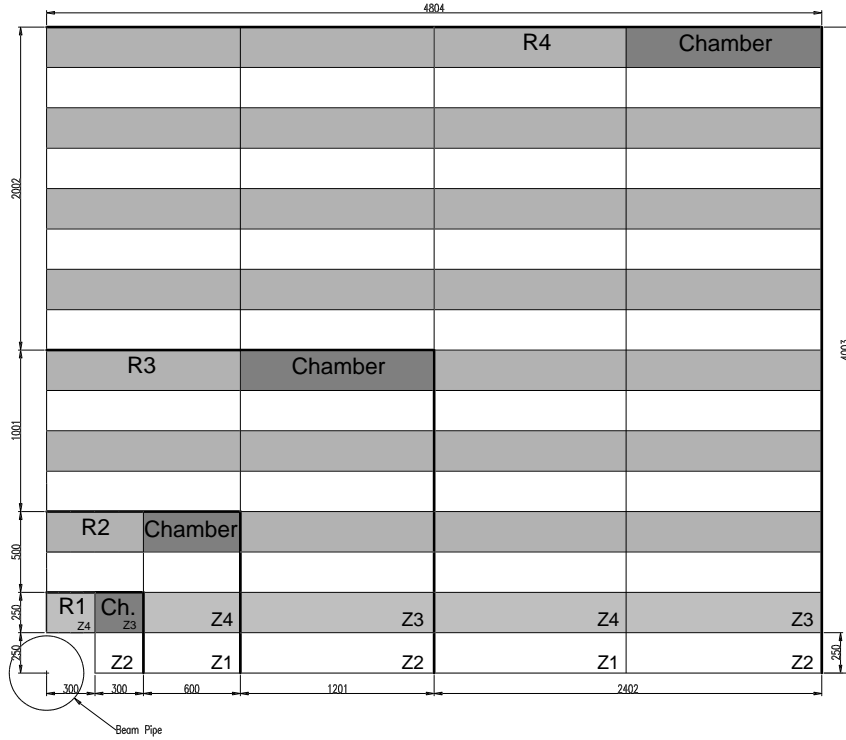 4804
R4 Chamber
2002
4003
R3 Chamber
1001
R2 Chamber
500
R1 Ch. Z4 Z3 Z4 Z3
Z4 Z3
250
Z2 Z1 Z2 Z1 Z2
250 250
300 300 600 1201 2402
Beam Pipe